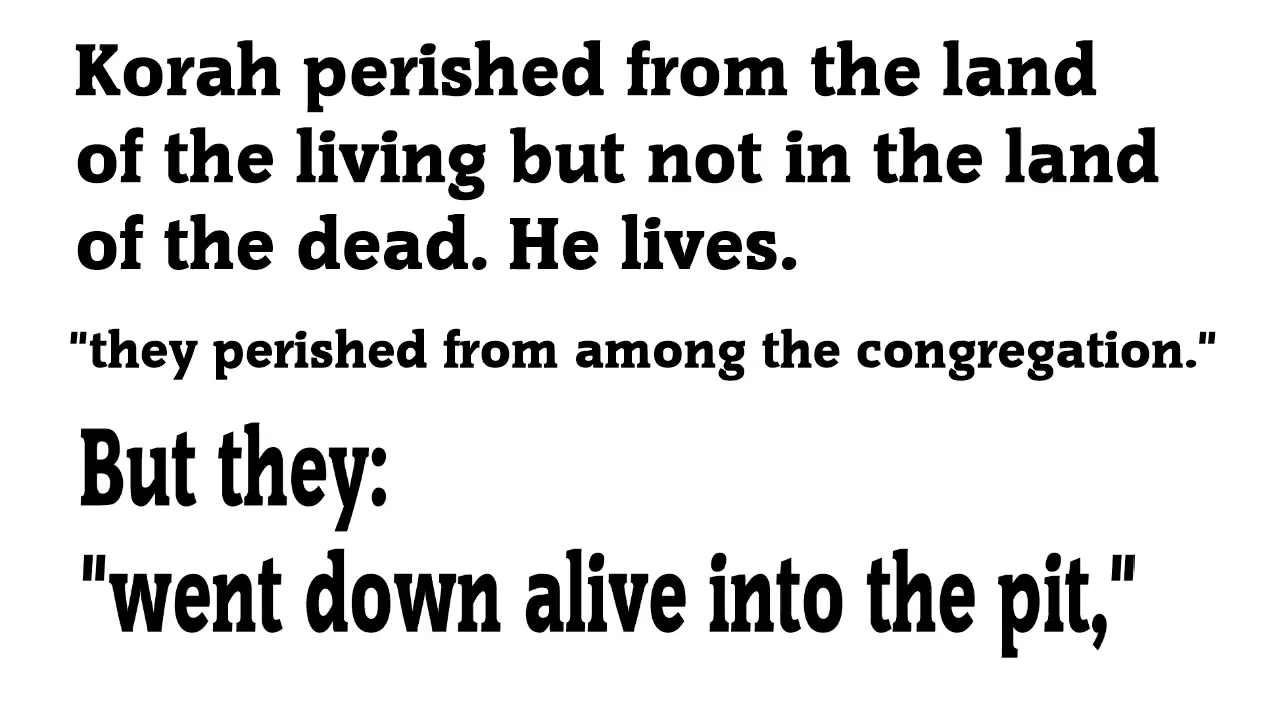 Korah perished from the land
of the living but not in the land
of the dead. He lives.
"they perished from among the congregation."
But they:
"went down alive into the pit,"